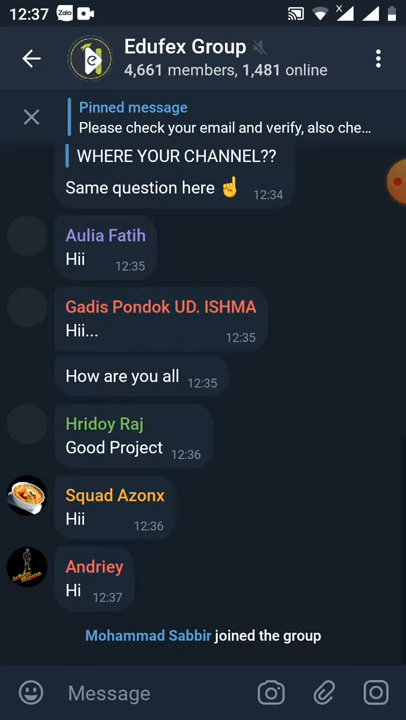 12:37 Zalo
Edufex Group
4,661 members, 1,481 online
Pinned message
Please check your email and verify, also che...
WHERE YOUR CHANNEL??
Same question here ☝ 12:34
Aulia Fatih
Hii 12:35
Gadis Pondok UD. ISHMA
Hii... 12:35
How are you all 12:35
Hridoy Raj
Good Project 12:36
Squad Azonx
Hii 12:36
Andriey
Hi 12:37
Mohammad Sabbir joined the group
Message